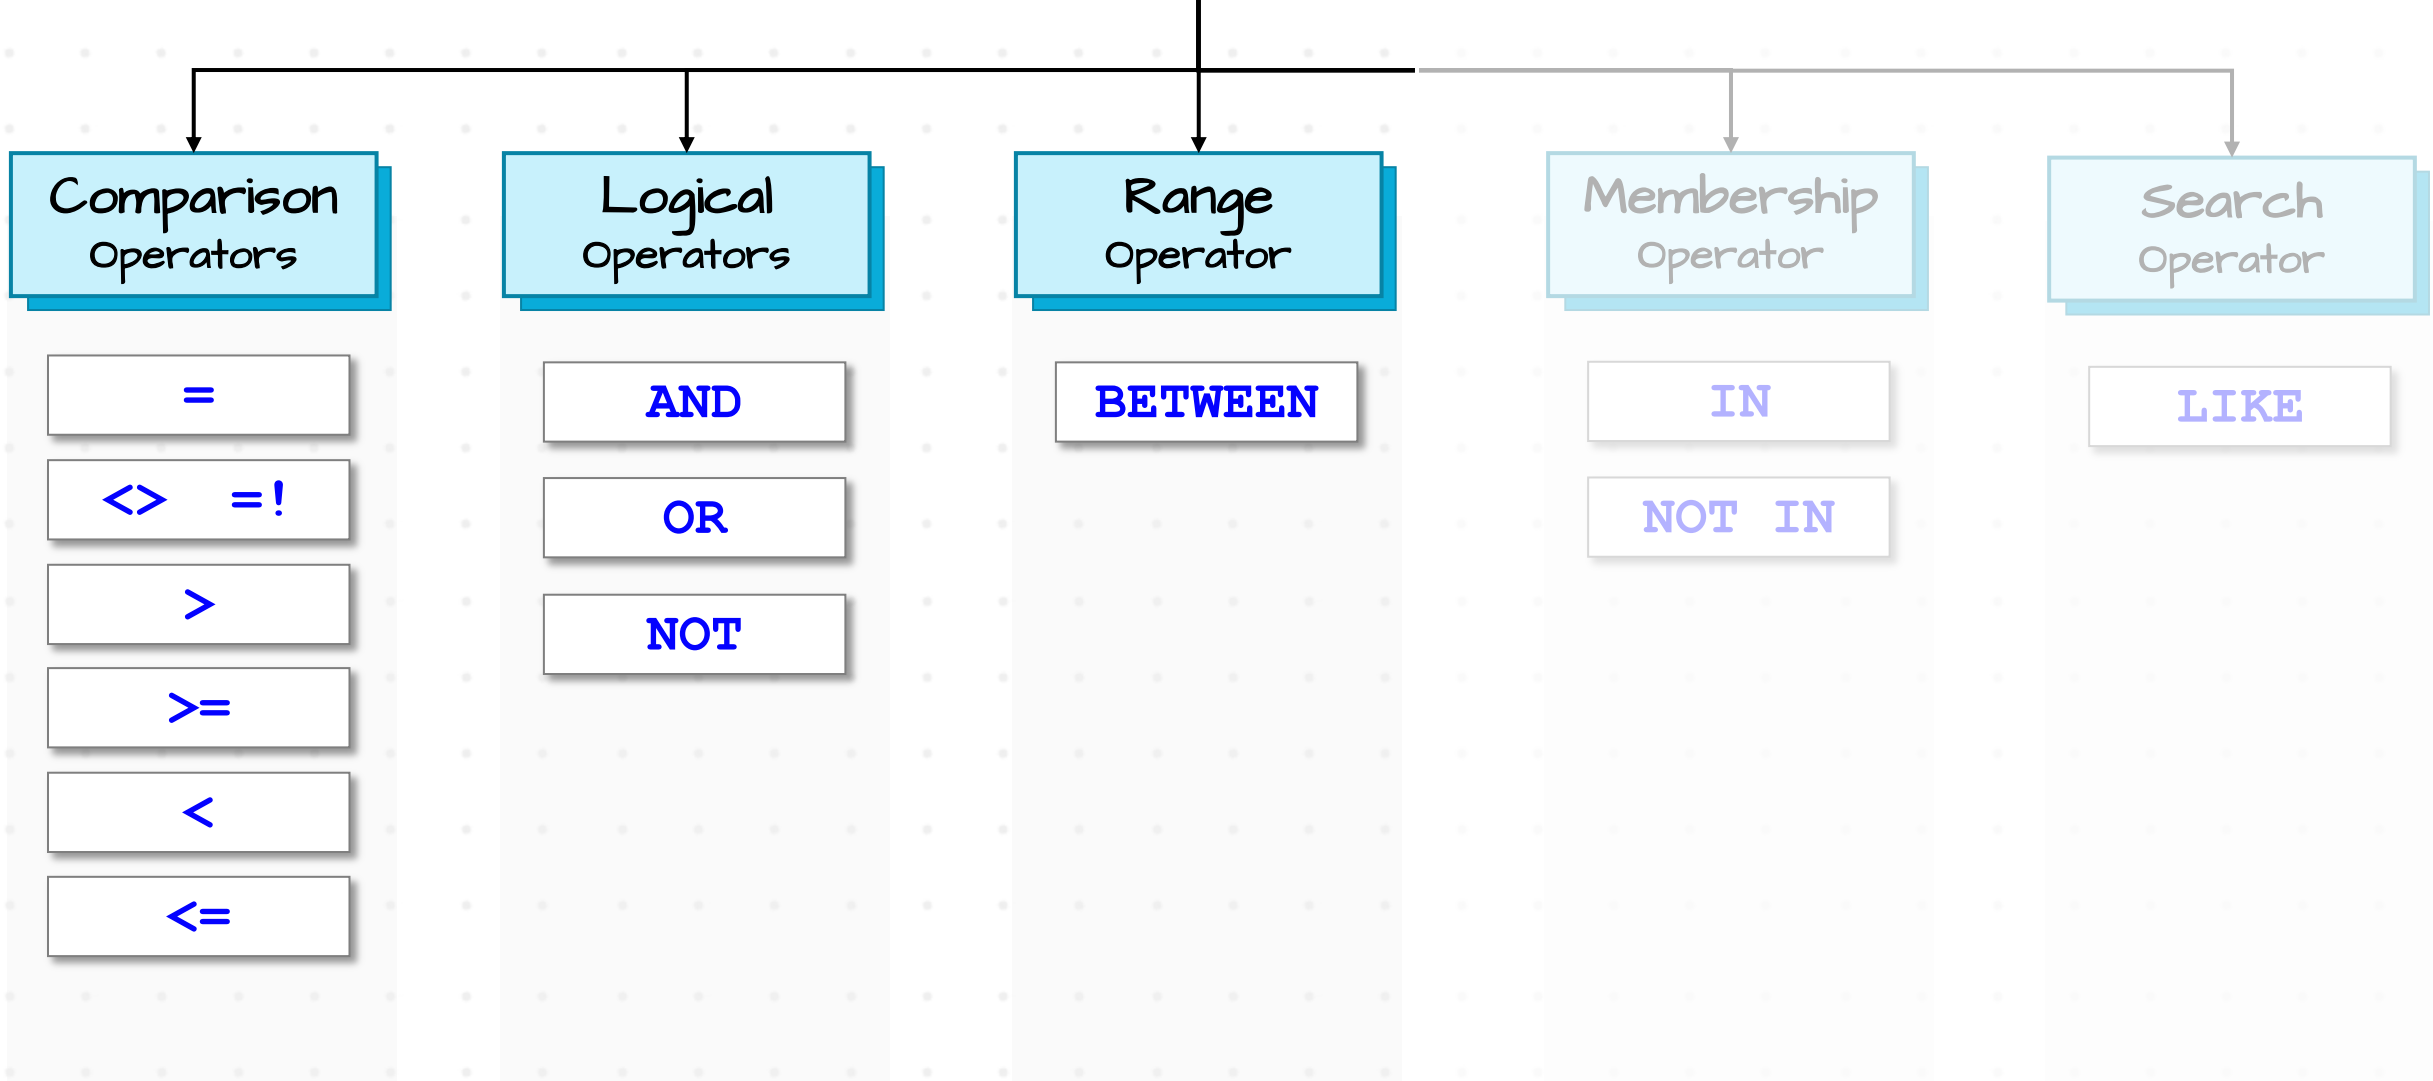 Comparison
Operators
=
<> =!
>
>=
<
<=
Logical
Operators
AND
OR
NOT
Range
Operator
BETWEEN
Membership
Operator
IN
NOT IN
Search
Operator
LIKE